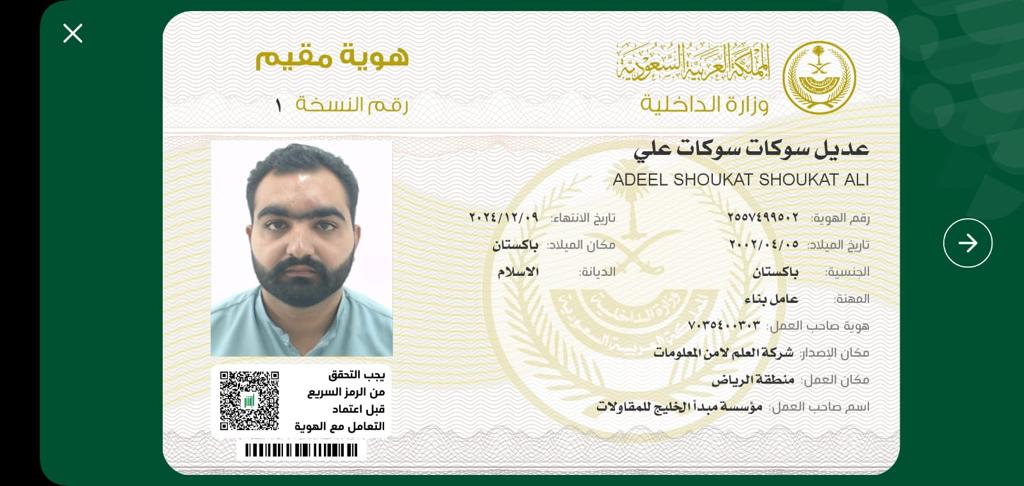 المملكة العربية السعودية
وزارة الداخلية
هوية مقيم
رقم النسخة ١
عديل سوكات سوكات علي
ADEEL SHOUKAT SHOUKAT ALI
رقم الهوية: ٢٥٥٧٤٩٩٥٠٢
تاريخ الانتهاء: ٢٠٢٤/١٢/٠٩
تاريخ الميلاد: ٢٠٠٢/٠٤/٠٥
مكان الميلاد: باكستان
الجنسية: باكستان
الديانة: الاسلام
المهنة: عامل بناء
هوية صاحب العمل: ٧٠٣٥٤٠٠٣٠٣
مكان الإصدار: شركة العلم لامن المعلومات
مكان العمل: منطقة الرياض
اسم صاحب العمل: مؤسسة مبدأ الخليج للمقاولات
يجب التحقق
من الرمز السريع
قبل اعتماد
التعامل مع الهوية